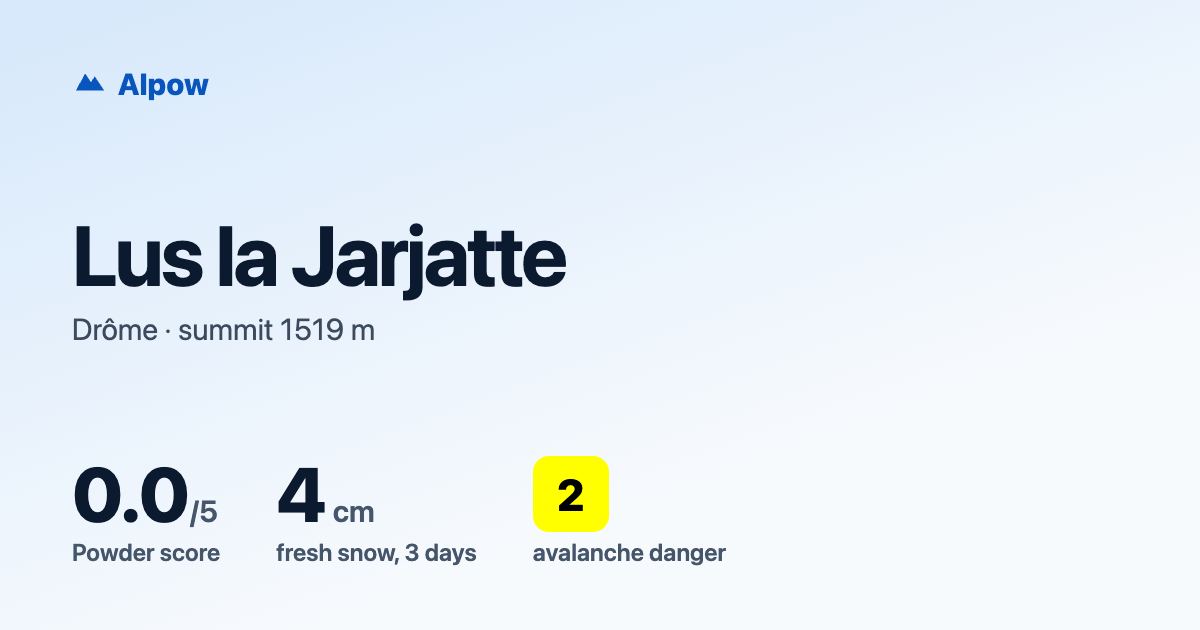 Alpow
Lus la Jarjatte
Drôme · summit 1519 m
0.0/5
Powder score
4 cm
fresh snow, 3 days
2
avalanche danger